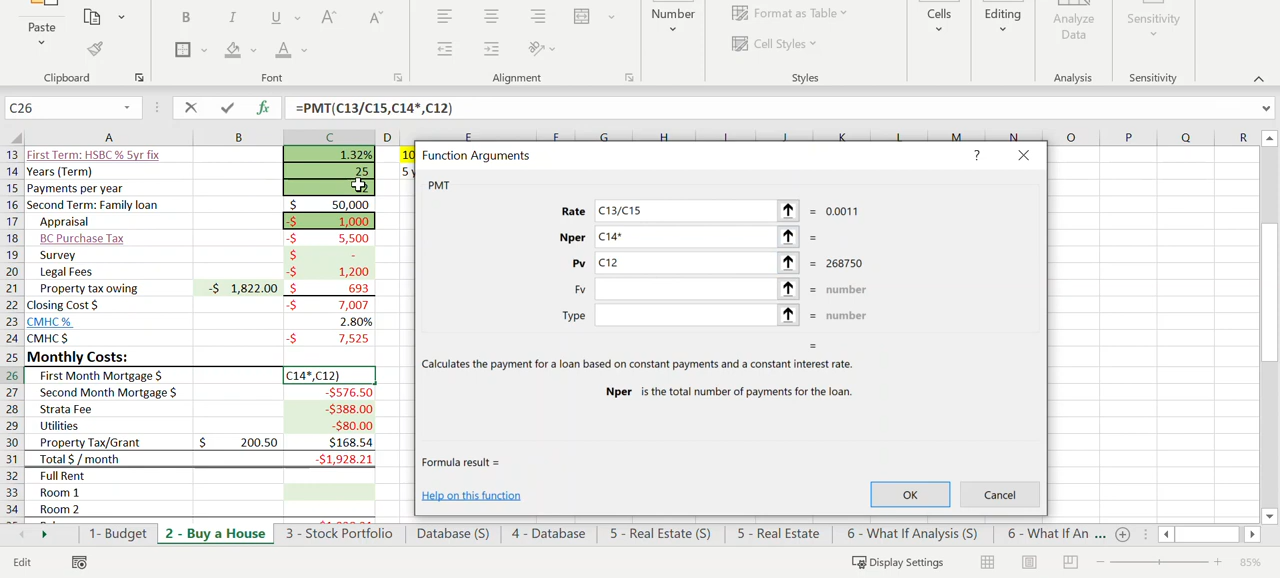 Paste
B I U A A
Number
Format as Table
Cell Styles
Cells
Editing
Analyze
Data
Sensitivity
Clipboard Font Alignment Styles Analysis Sensitivity
C26 fx =PMT(C13/C15,C14*,C12)
A B C D E F G H I J K L M N O P Q R
13 First Term: HSBC % 5yr fix 1.32% 10
14 Years (Term) 25 5 y
15 Payments per year
16 Second Term: Family loan $ 50,000
17 Appraisal -$ 1,000
18 BC Purchase Tax -$ 5,500
19 Survey $ -
20 Legal Fees -$ 1,200
21 Property tax owing -$ 1,822.00 $ 693
22 Closing Cost $ -$ 7,007
23 CMHC % 2.80%
24 CMHC $ -$ 7,525
25 Monthly Costs:
26 First Month Mortgage $ C14*,C12)
27 Second Month Mortgage $ -$576.50
28 Strata Fee -$388.00
29 Utilities -$80.00
30 Property Tax/Grant $ 200.50 $168.54
31 Total $ / month -$1,928.21
32 Full Rent
33 Room 1
34 Room 2
Function Arguments ?
PMT
Rate C13/C15 = 0.0011
Nper C14* =
Pv C12 = 268750
Fv = number
Type = number
=
Calculates the payment for a loan based on constant payments and a constant interest rate.
Nper is the total number of payments for the loan.
Formula result =
Help on this function
OK Cancel
1- Budget 2 - Buy a House 3 - Stock Portfolio Database (S) 4 - Database 5 - Real Estate (S) 5 - Real Estate 6 - What If Analysis (S) 6 - What If An ...
Edit Display Settings 85%